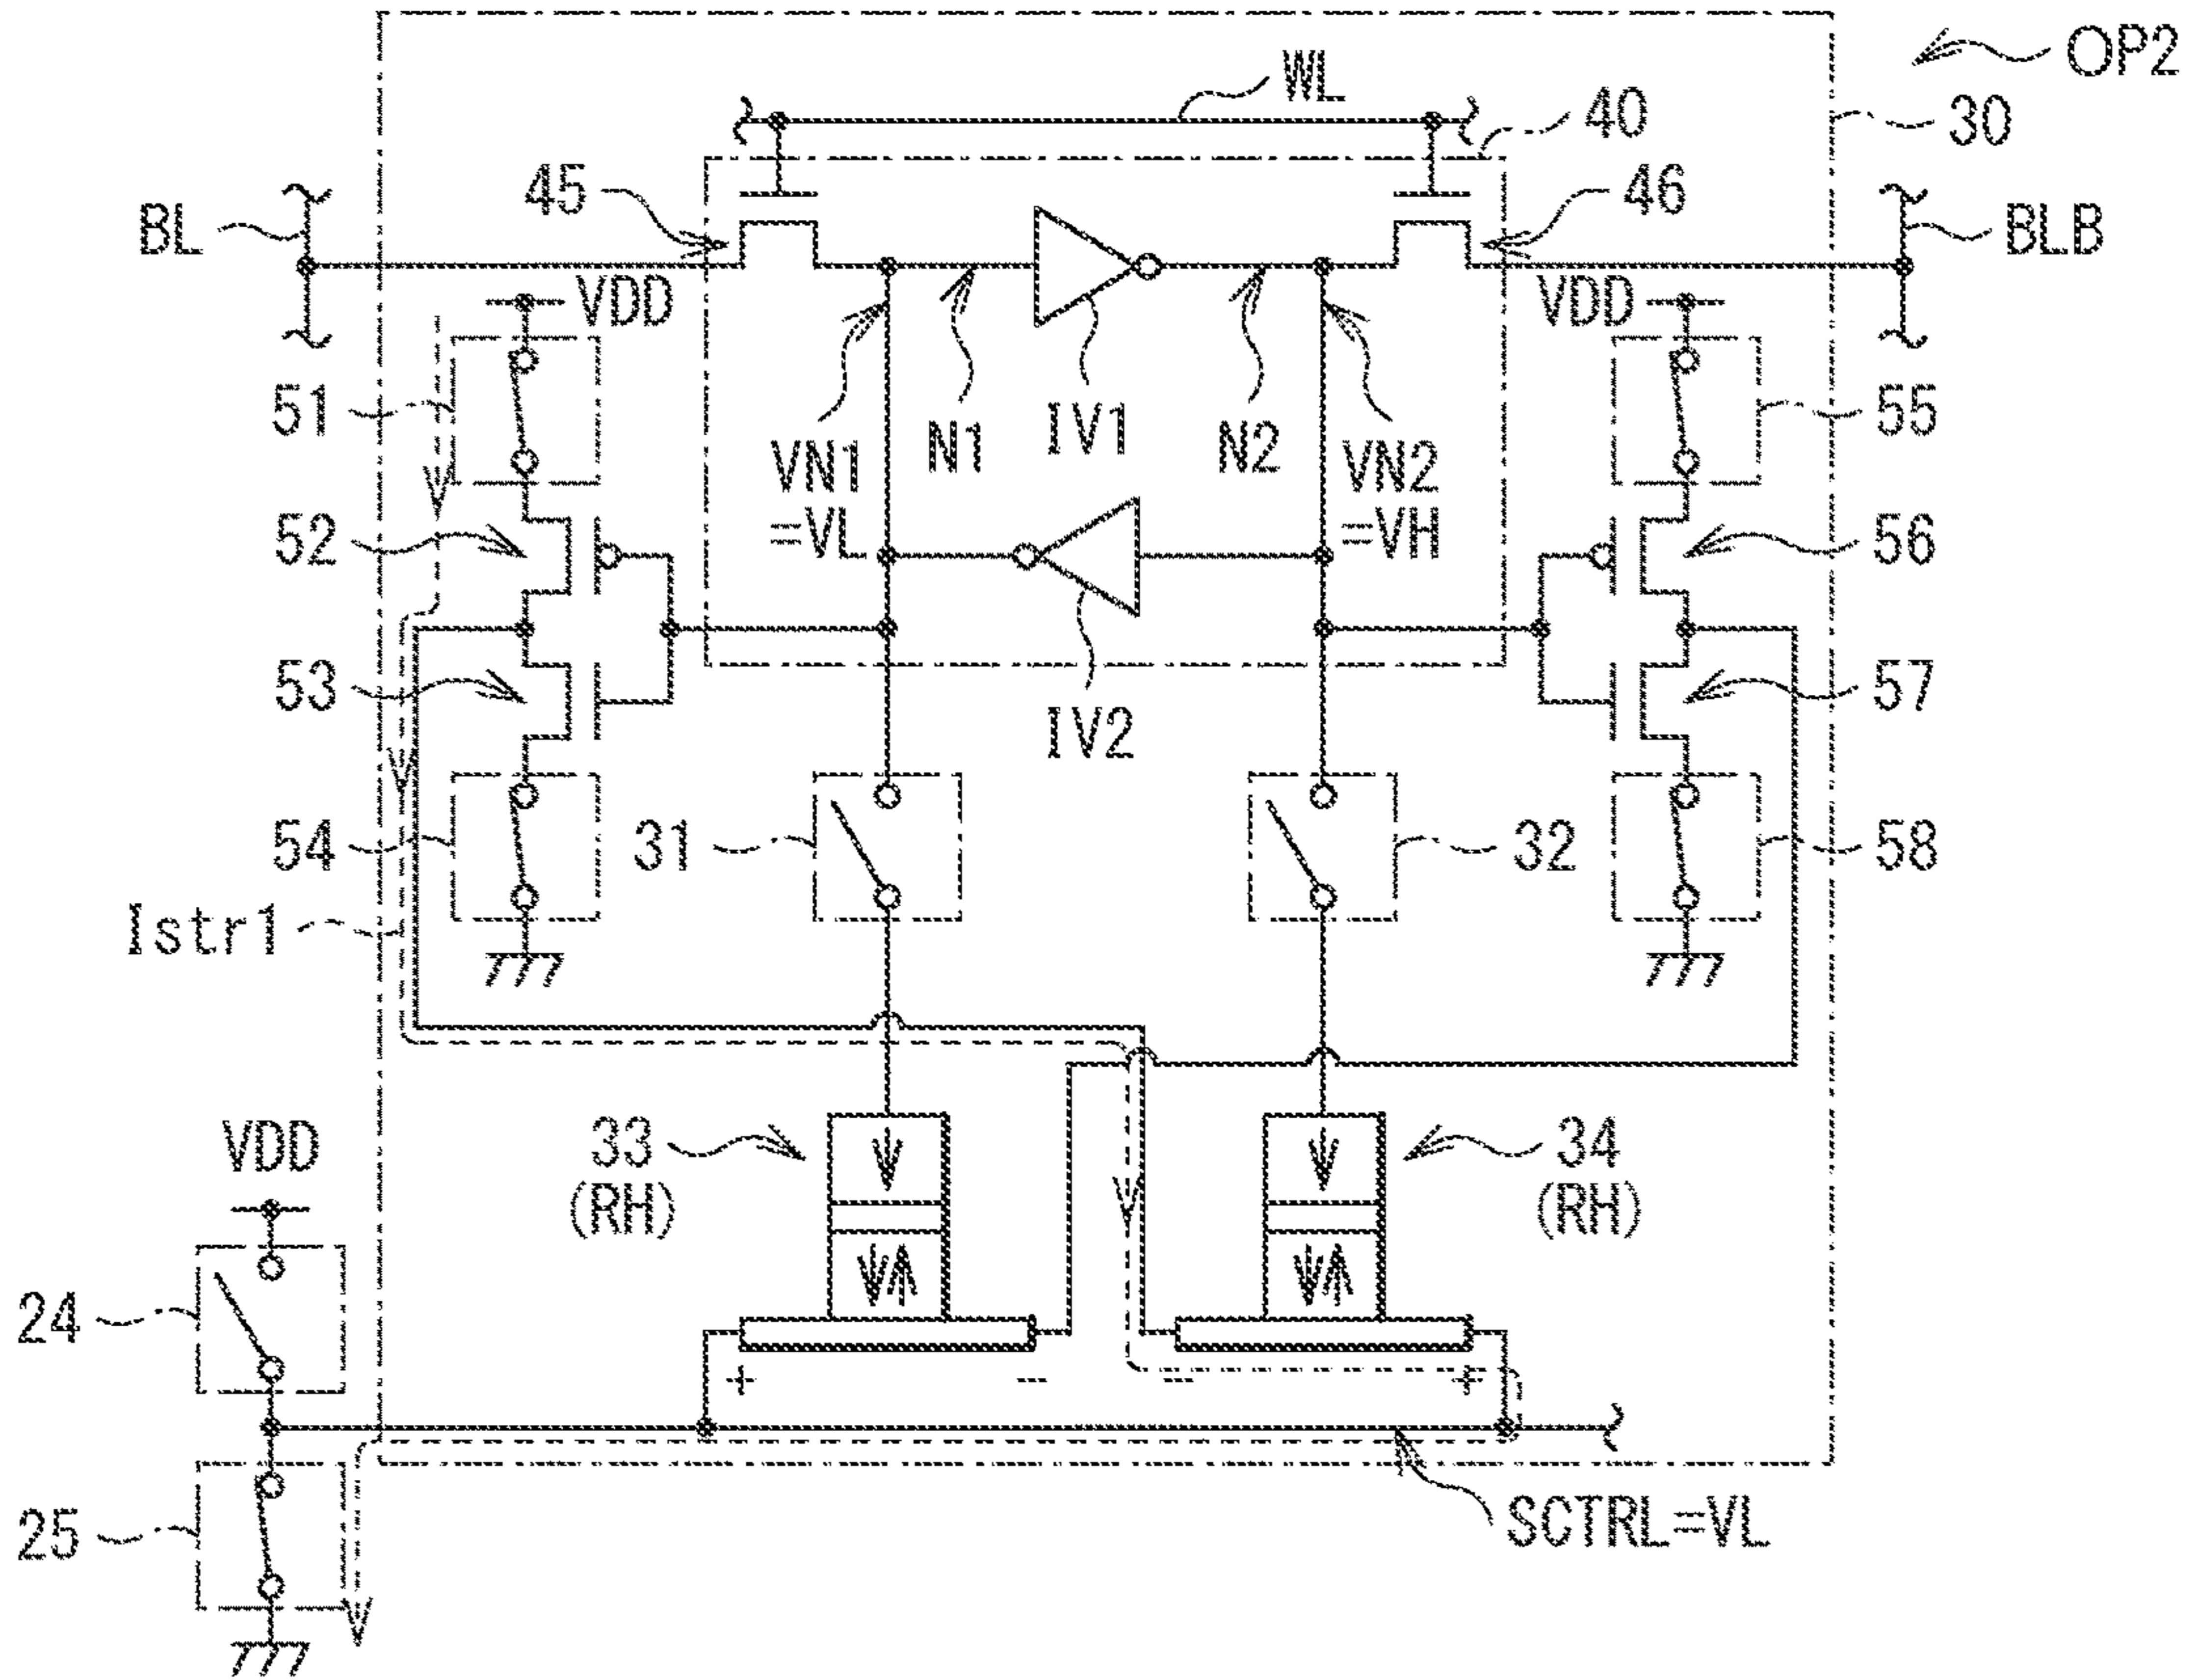 OP2
WL
40
30
45
46
BL
BLB
VDD
VDD
51
55
VN1
=VL
N1
IV1
N2
VN2
=VH
52
56
53
57
IV2
54
31
32
58
Istr1
33
(RH)
34
(RH)
VDD
24
+
-
-
+
25
SCTRL=VL